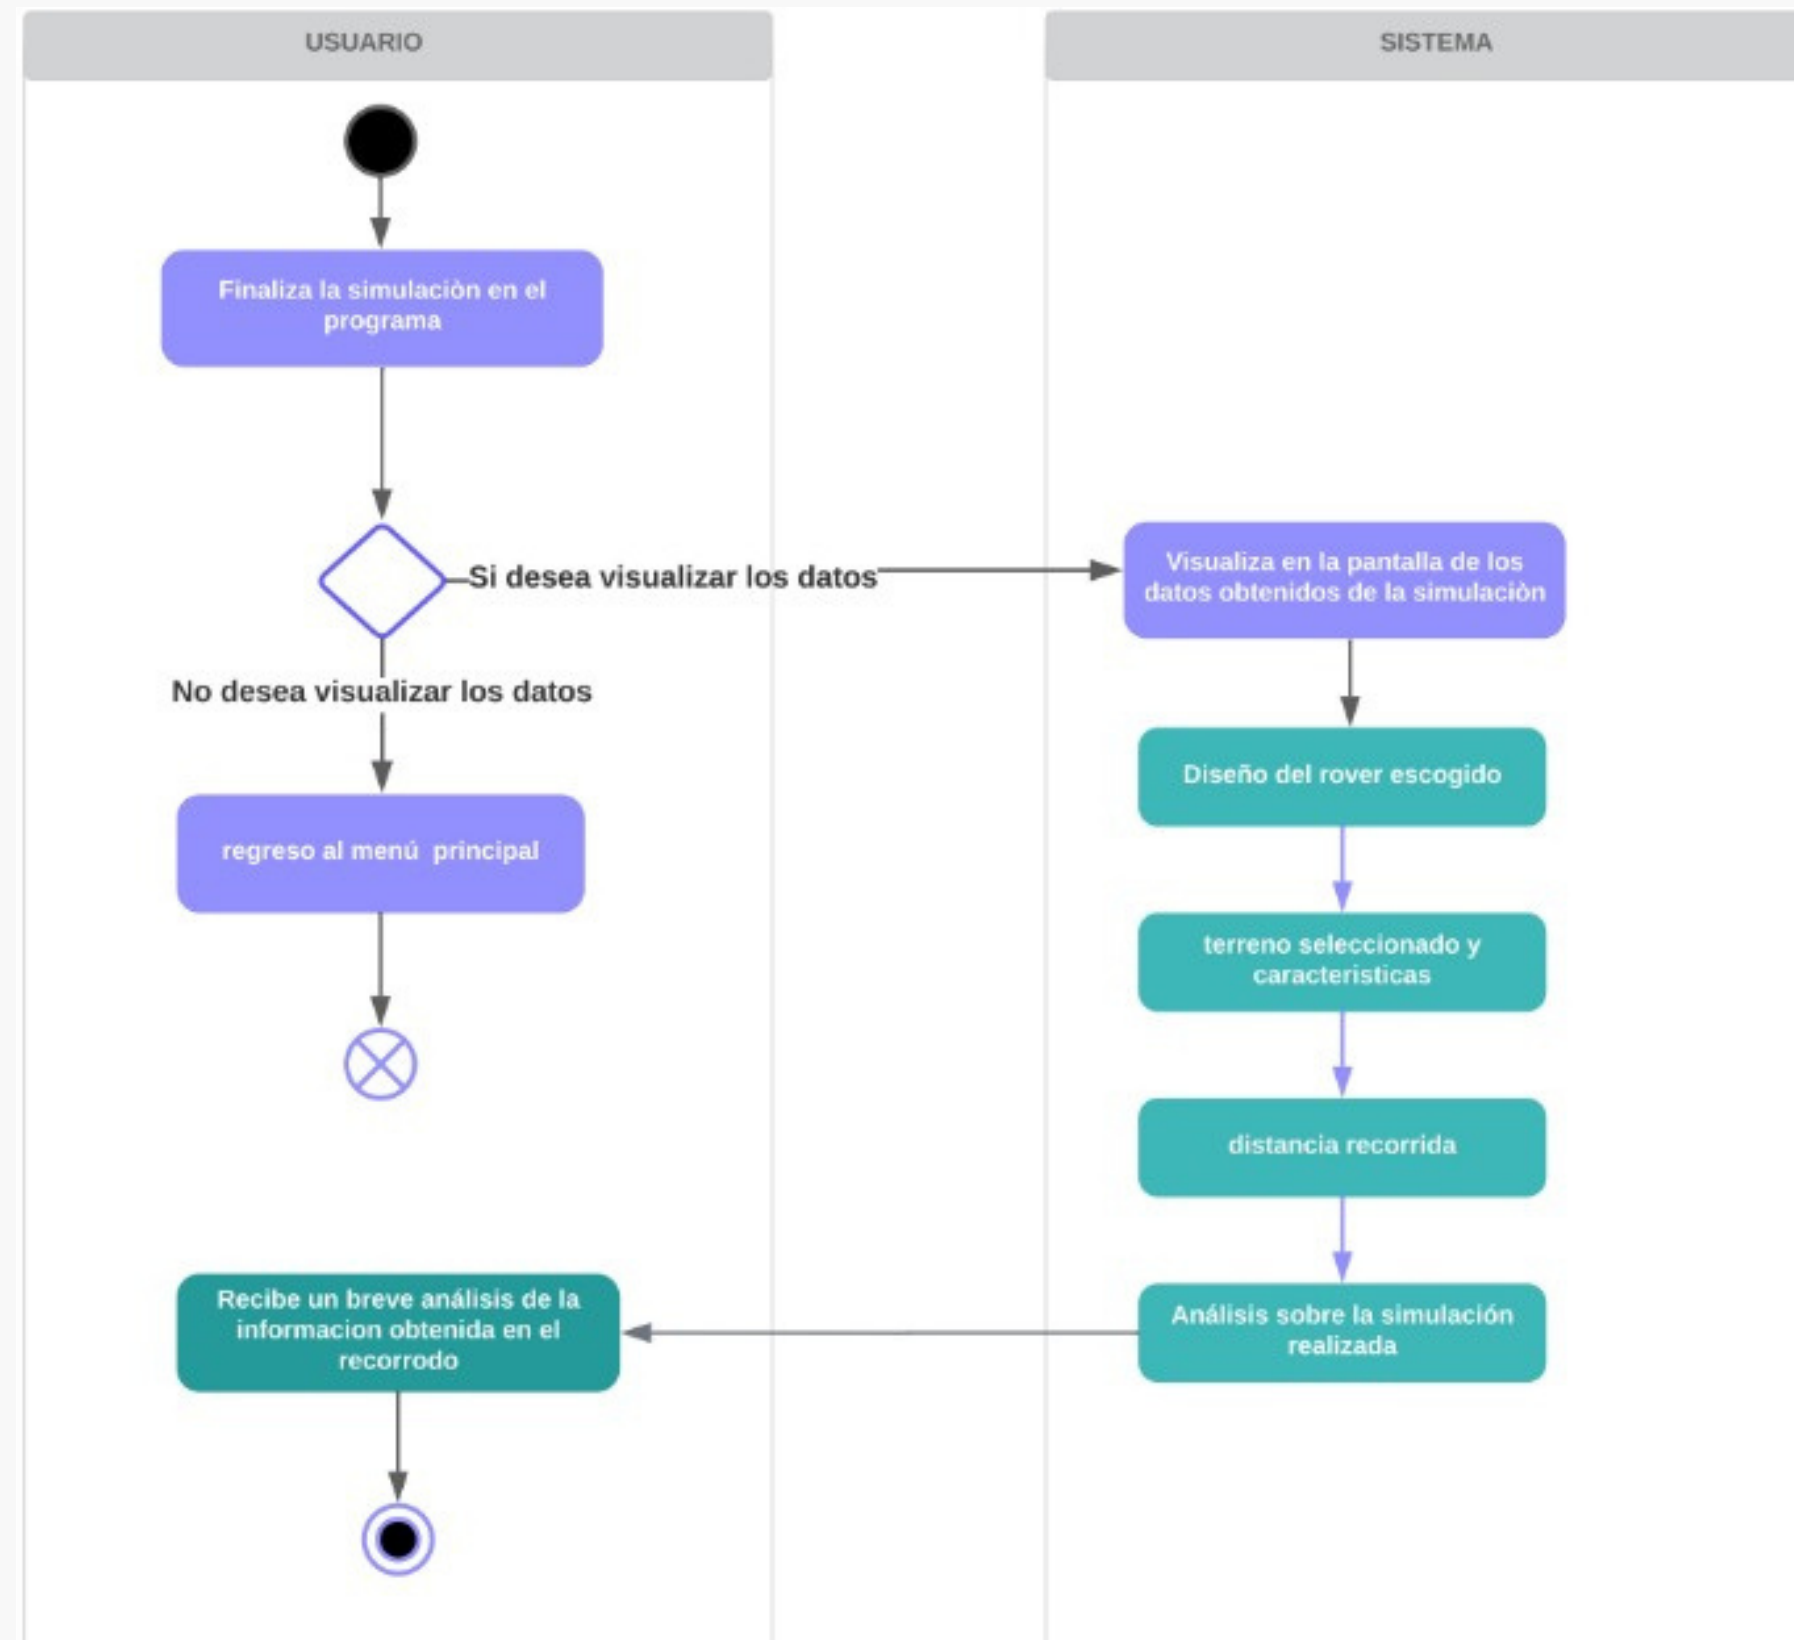 USUARIO
SISTEMA
Finaliza la simulaciòn en el
programa
Si desea visualizar los datos
Visualiza en la pantalla de los
datos obtenidos de la simulaciòn
No desea visualizar los datos
regreso al menú principal
Diseño del rover escogido
terreno seleccionado y
caracteristicas
distancia recorrida
Análisis sobre la simulación
realizada
Recibe un breve análisis de la
informacion obtenida en el
recorrodo